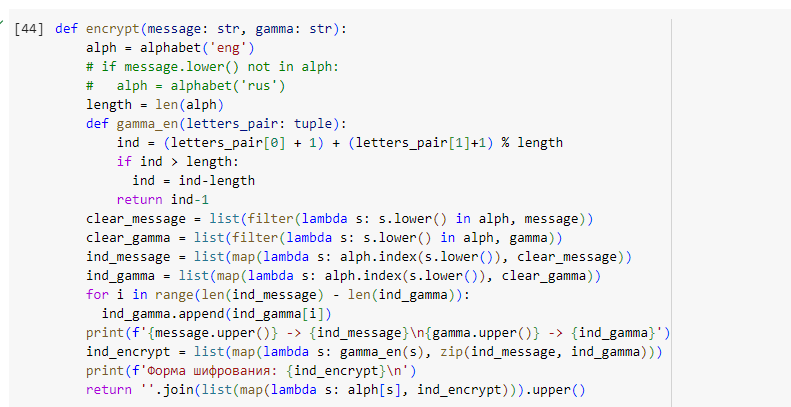 [44] def encrypt(message: str, gamma: str):
    alph = alphabet('eng')
    # if message.lower() not in alph:
    #   alph = alphabet('rus')
    length = len(alph)
    def gamma_en(letters_pair: tuple):
        ind = (letters_pair[0] + 1) + (letters_pair[1]+1) % length
        if ind > length:
          ind = ind-length
        return ind-1
    clear_message = list(filter(lambda s: s.lower() in alph, message))
    clear_gamma = list(filter(lambda s: s.lower() in alph, gamma))
    ind_message = list(map(lambda s: alph.index(s.lower()), clear_message))
    ind_gamma = list(map(lambda s: alph.index(s.lower()), clear_gamma))
    for i in range(len(ind_message) - len(ind_gamma)):
      ind_gamma.append(ind_gamma[i])
    print(f'{message.upper()} -> {ind_message}\n{gamma.upper()} -> {ind_gamma}')
    ind_encrypt = list(map(lambda s: gamma_en(s), zip(ind_message, ind_gamma)))
    print(f'Форма шифрования: {ind_encrypt}\n')
    return ''.join(list(map(lambda s: alph[s], ind_encrypt))).upper()